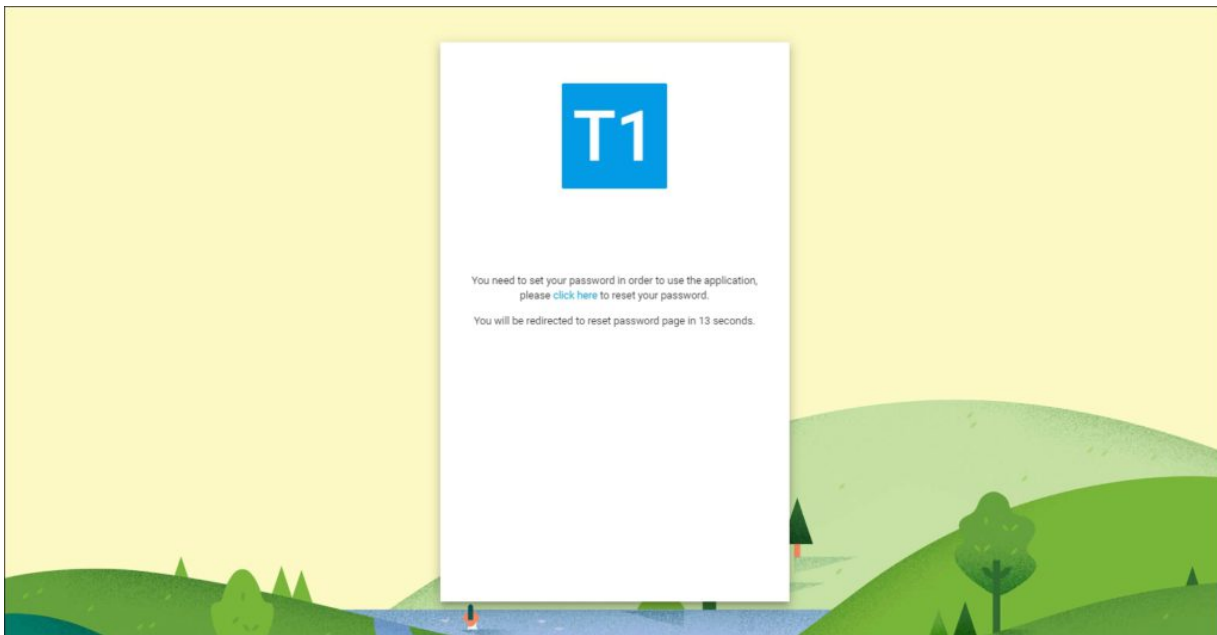 T1
You need to set your password in order to use the application,
please click here to reset your password.
You will be redirected to reset password page in 13 seconds.